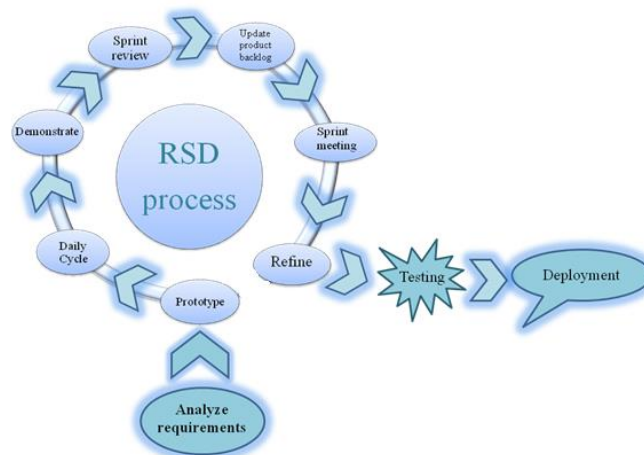 Sprint
review
Update
product
backlog
Demonstrate
Sprint
meeting
RSD
process
Daily
Cycle
Refine
Testing
Deployment
Prototype
Analyze
requirements